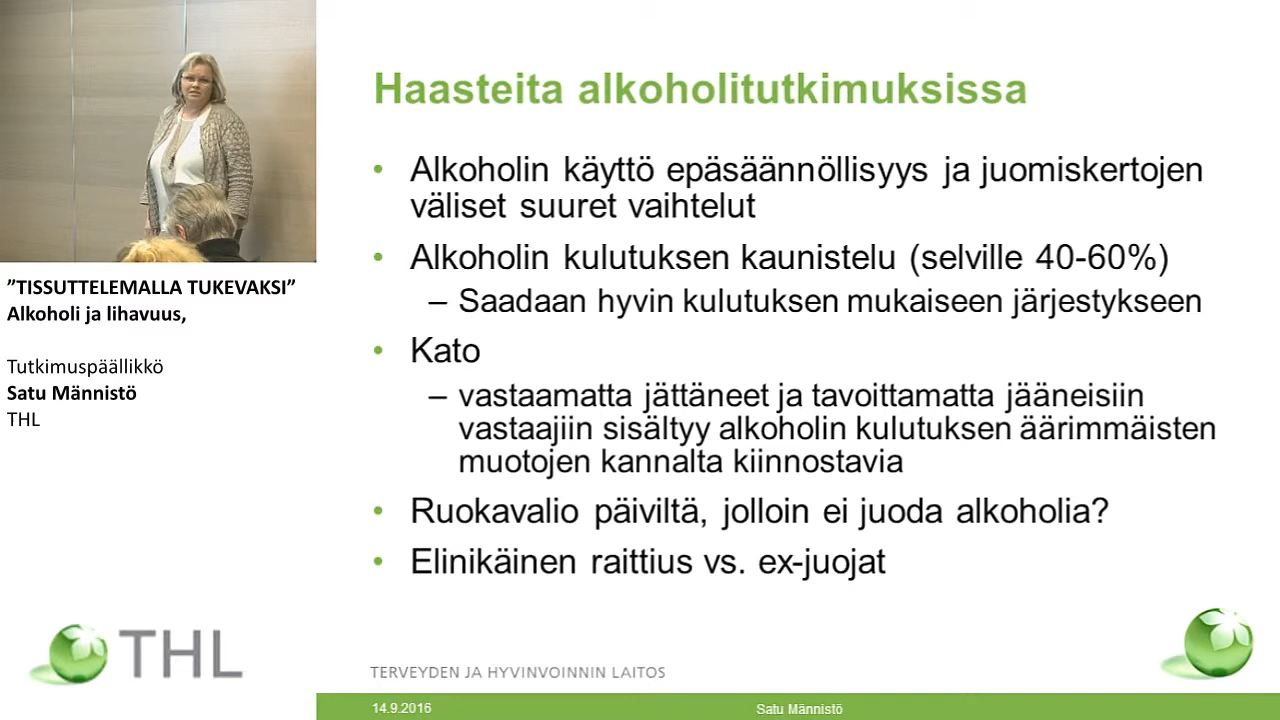 Haasteita alkoholitutkimuksissa
• Alkoholin käyttö epäsäännöllisyys ja juomiskertojen
väliset suuret vaihtelut
• Alkoholin kulutuksen kaunistelu (selville 40-60%)
– Saadaan hyvin kulutuksen mukaiseen järjestykseen
• Kato
– vastaamatta jättäneet ja tavoittamatta jääneisiin
vastaajiin sisältyy alkoholin kulutuksen äärimmäisten
muotojen kannalta kiinnostavia
• Ruokavalio päiviltä, jolloin ei juoda alkoholia?
• Elinikäinen raittius vs. ex-juojat
”TISSUTTELEMALLA TUKEVAKSI”
Alkoholi ja lihavuus,
Tutkimuspäällikkö
Satu Männistö
THL
THL
TERVEYDEN JA HYVINVOINNIN LAITOS
14.9.2016
Satu Männistö